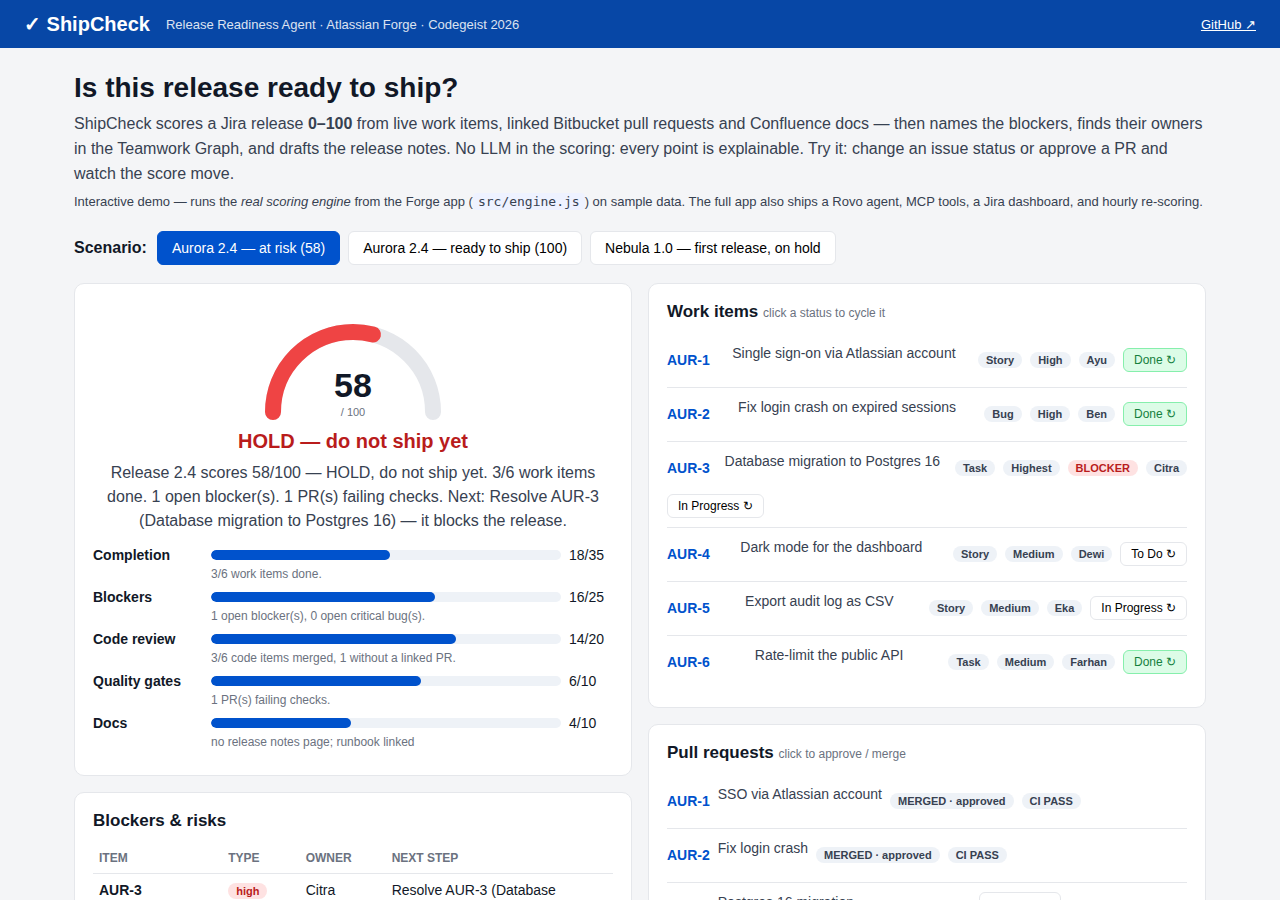 ✓ ShipCheck Release Readiness Agent · Atlassian Forge · Codegeist 2026 GitHub ↗
Is this release ready to ship?
ShipCheck scores a Jira release 0–100 from live work items, linked Bitbucket pull requests and Confluence docs — then names the blockers, finds their owners
in the Teamwork Graph, and drafts the release notes. No LLM in the scoring: every point is explainable. Try it: change an issue status or approve a PR and
watch the score move.
Interactive demo — runs the real scoring engine from the Forge app ( src/engine.js ) on sample data. The full app also ships a Rovo agent, MCP tools, a Jira dashboard, and hourly re-scoring.
Scenario: Aurora 2.4 — at risk (58) Aurora 2.4 — ready to ship (100) Nebula 1.0 — first release, on hold
58
/ 100
HOLD — do not ship yet
Release 2.4 scores 58/100 — HOLD, do not ship yet. 3/6 work items
done. 1 open blocker(s). 1 PR(s) failing checks. Next: Resolve AUR-3
(Database migration to Postgres 16) — it blocks the release.
Completion 18/35
3/6 work items done.
Blockers 16/25
1 open blocker(s), 0 open critical bug(s).
Code review 14/20
3/6 code items merged, 1 without a linked PR.
Quality gates 6/10
1 PR(s) failing checks.
Docs 4/10
no release notes page; runbook linked
Blockers & risks
ITEM TYPE OWNER NEXT STEP
AUR-3 high Citra Resolve AUR-3 (Database
Work items click a status to cycle it
AUR-1 Single sign-on via Atlassian account Story High Ayu Done ↻
AUR-2 Fix login crash on expired sessions Bug High Ben Done ↻
AUR-3 Database migration to Postgres 16 Task Highest BLOCKER Citra
In Progress ↻
AUR-4 Dark mode for the dashboard Story Medium Dewi To Do ↻
AUR-5 Export audit log as CSV Story Medium Eka In Progress ↻
AUR-6 Rate-limit the public API Task Medium Farhan Done ↻
Pull requests click to approve / merge
AUR-1 SSO via Atlassian account MERGED · approved CI PASS
AUR-2 Fix login crash MERGED · approved CI PASS
Postgres 16 migration